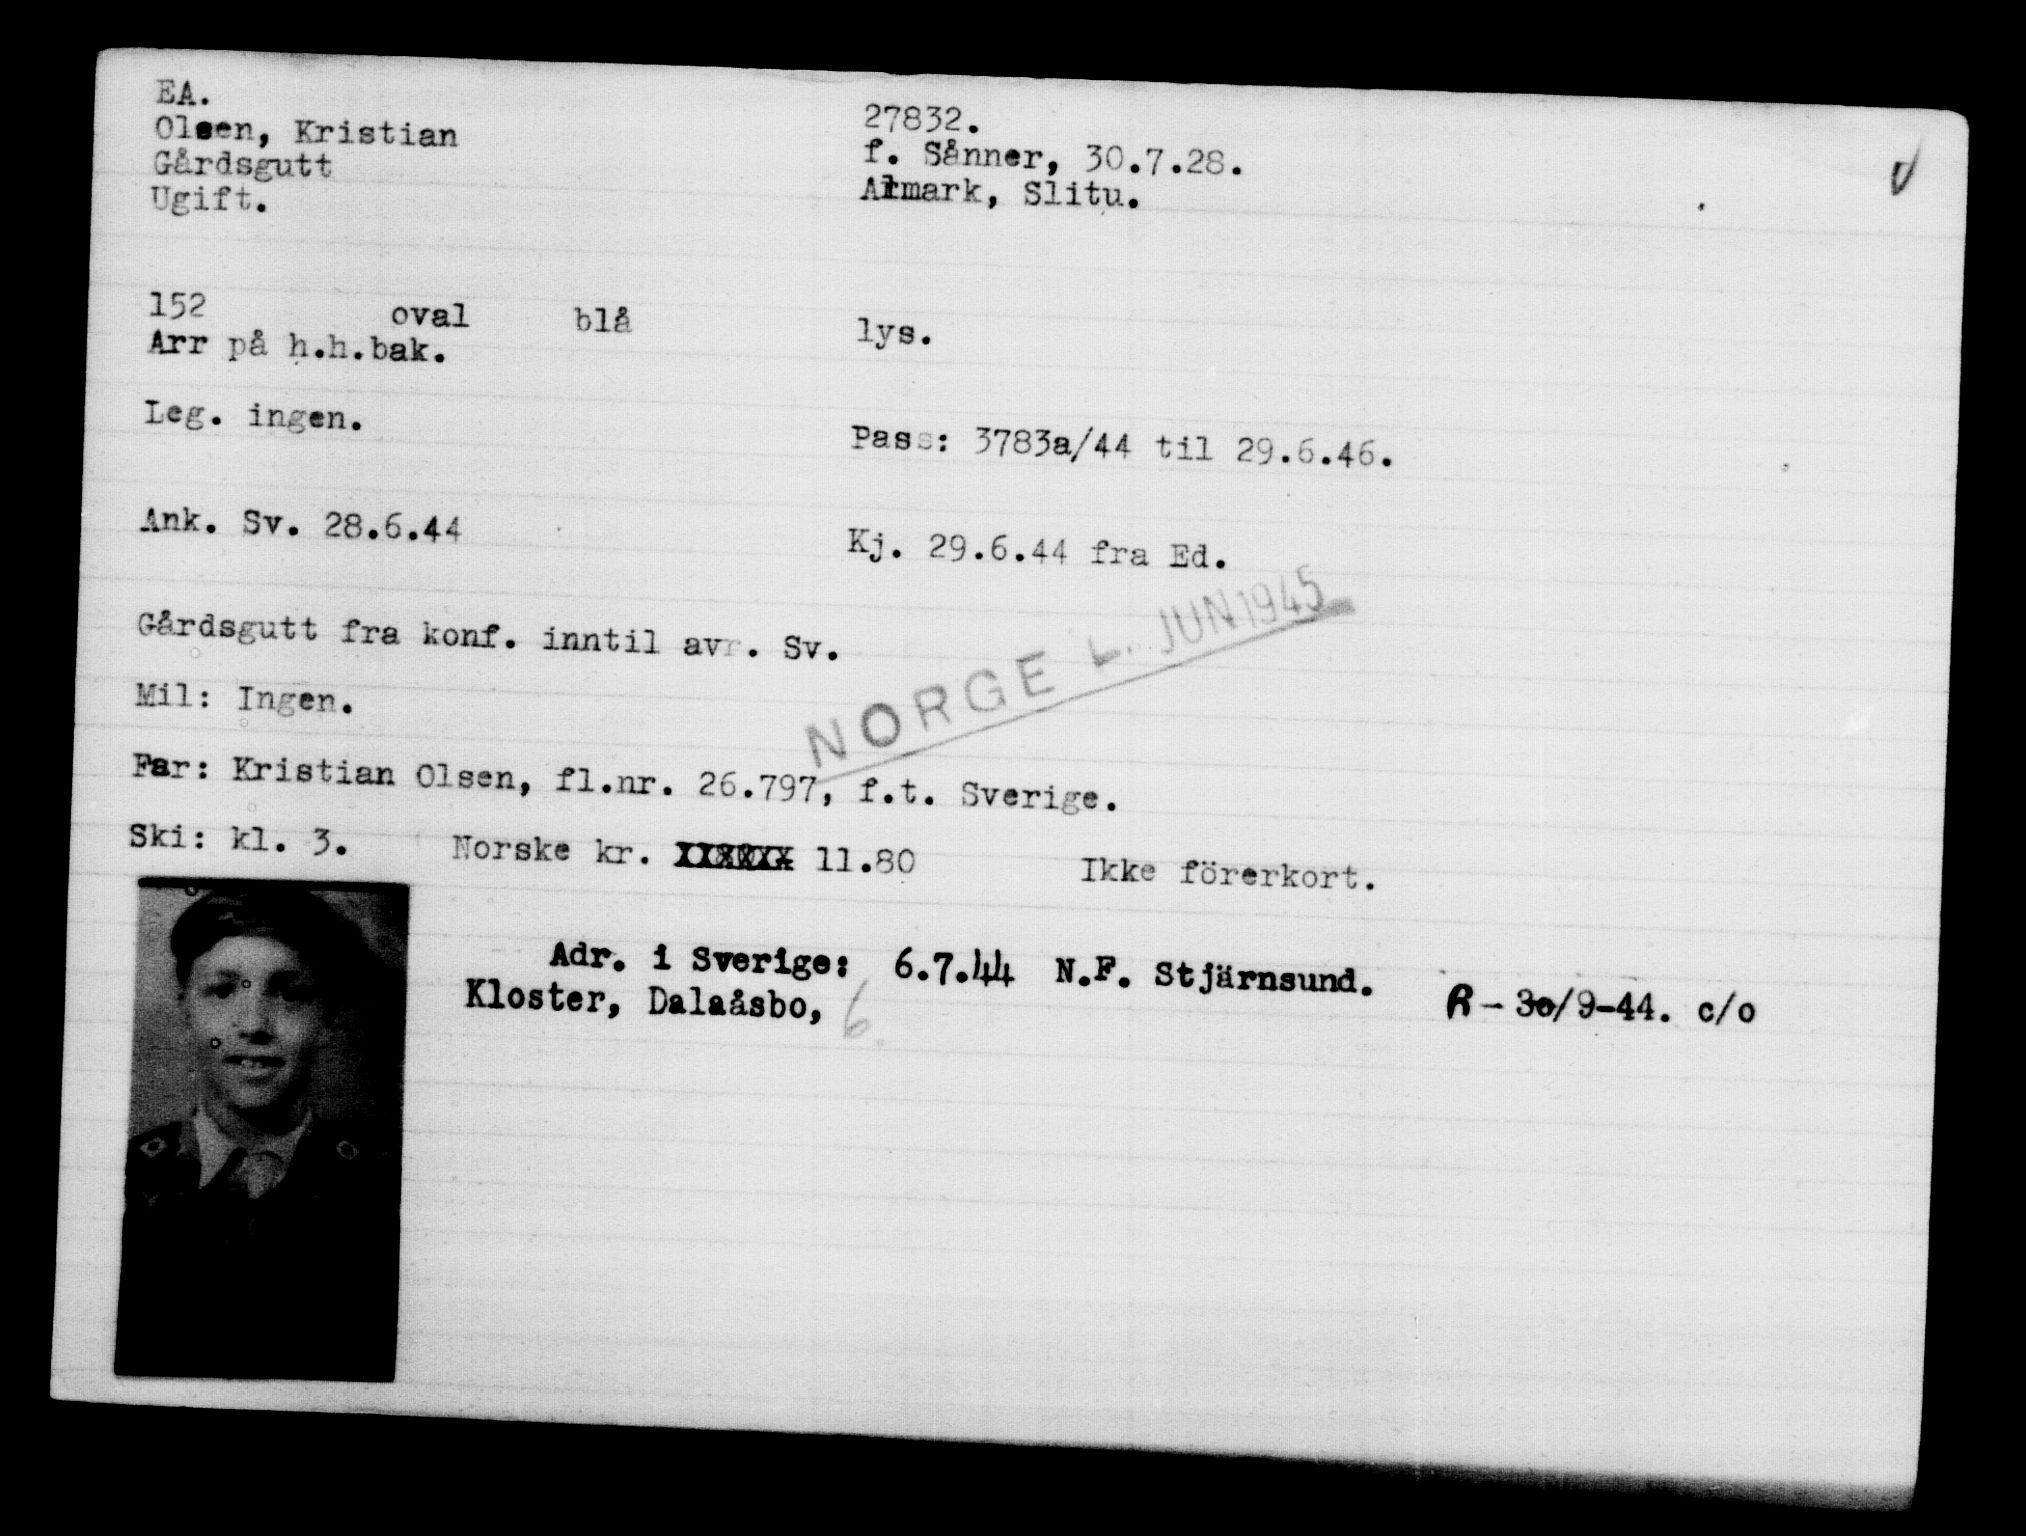 EA.
27832.
Olsen, Kristian
f. Sånner, 30.7.28.
Gårdsgutt
Almark, Slitu.
Ugift.
152 oval blå lys.
Arr på h.h.bak.
Leg. ingen.
Pass: 3783a/44 til 29.6.46.
Ank. Sv. 28.6.44
Kj. 29.6.44 fra Ed.
NORGE JUN 1945
Gårdsgutt fra konf. inntil avr. Sv.
Mil: Ingen.
Far: Kristian Olsen, fl.nr. 26.797, f.t. Sverige.
Ski: kl. 3. Norske kr. 11.80 Ikke förerkort.
Adr. i Sverige: 6.7.44 N.F. Stjärnsund. R - 30/9-44. c/o
Kloster, Dalaåsbo, 6.